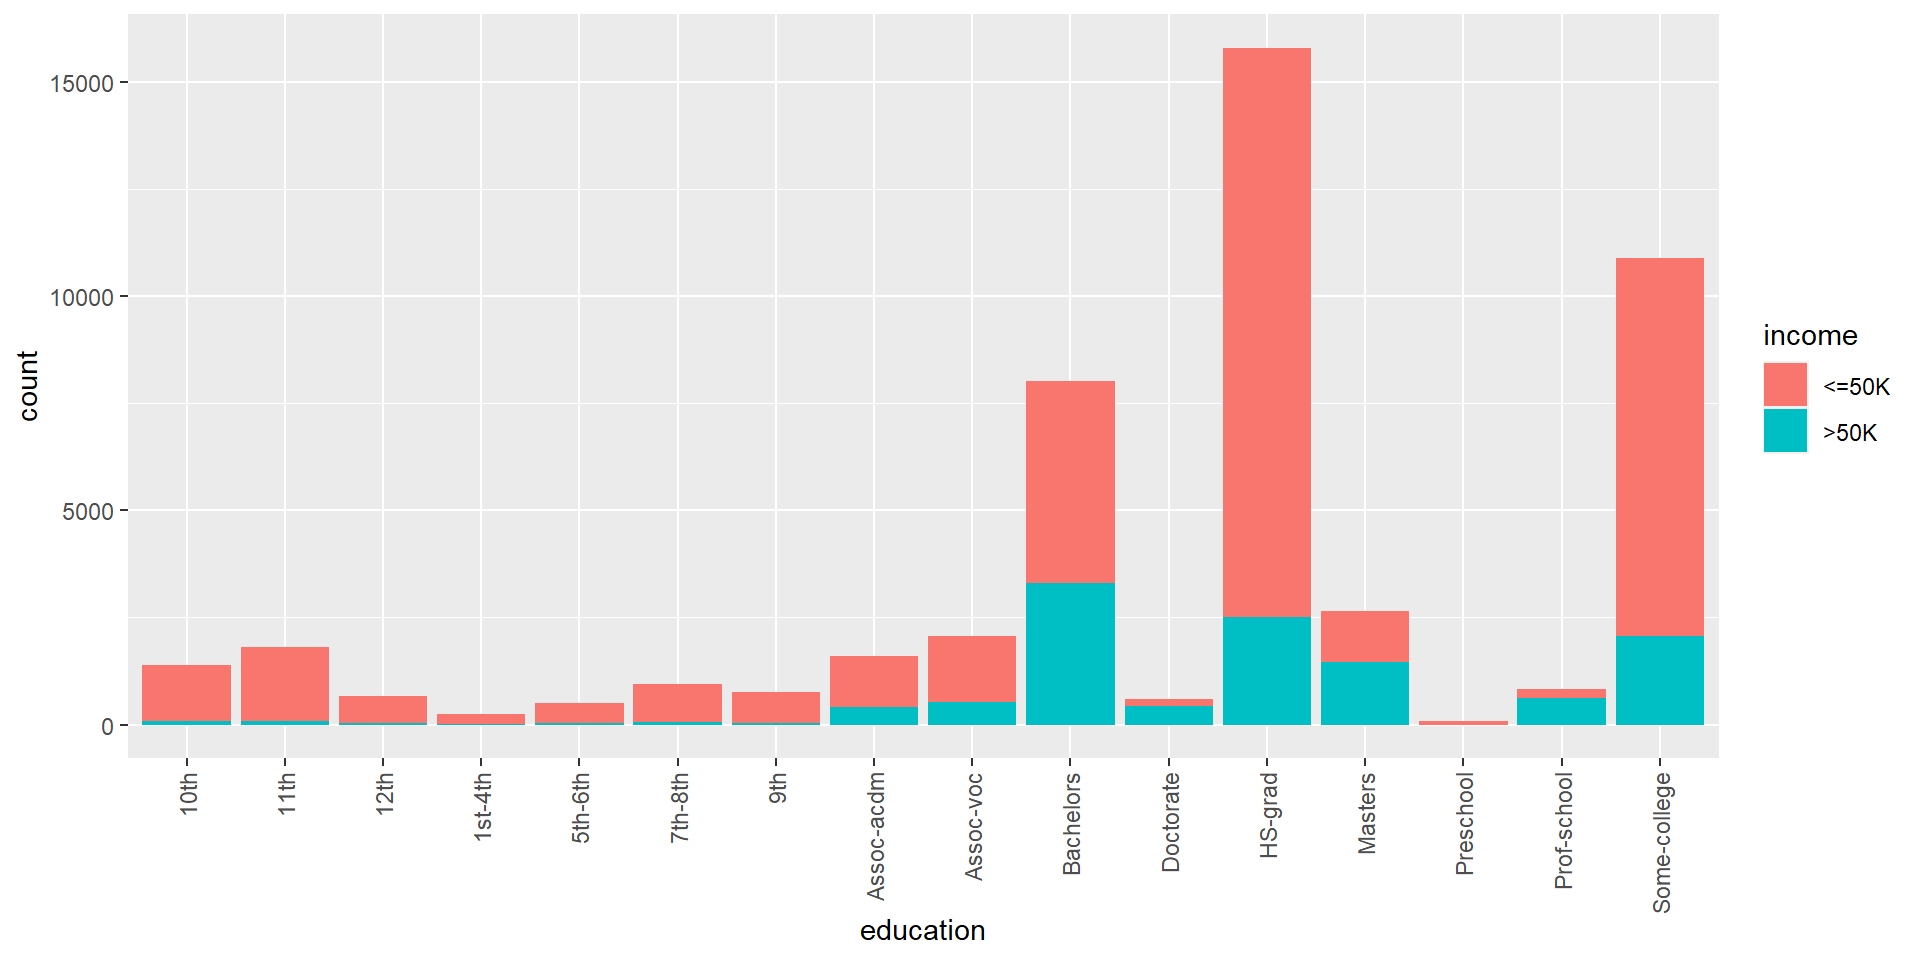 15000
10000
5000
0
count
10th
11th
12th
1st-4th
5th-6th
7th-8th
9th
Assoc-acdm
Assoc-voc
Bachelors
Doctorate
HS-grad
Masters
Preschool
Prof-school
Some-college
education
income
<=50K
>50K